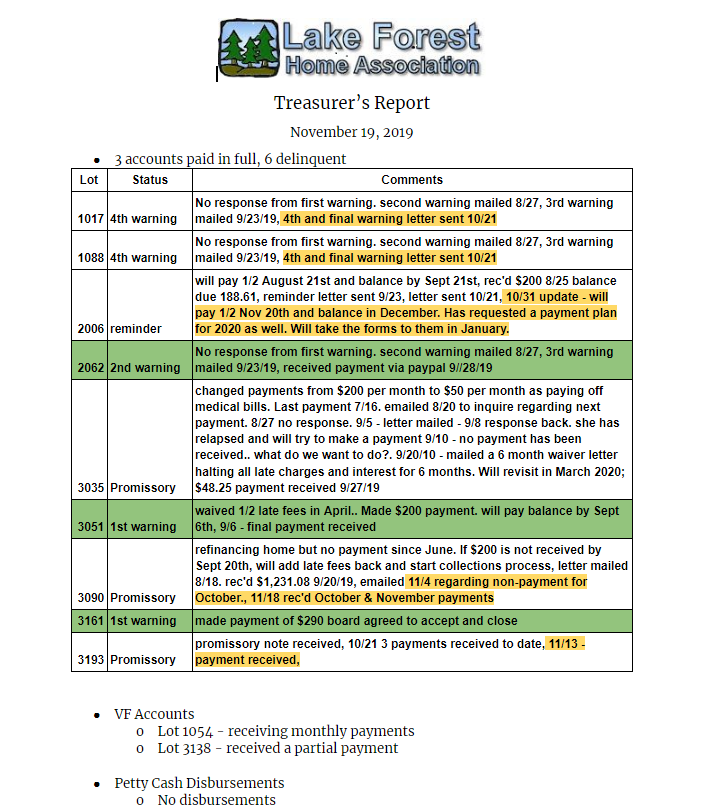 Lake Forest
Home Association
Treasurer's Report
November 19, 2019
● 3 accounts paid in full, 6 delinquent
Lot Status Comments
No response from first warning. second warning mailed 8/27, 3rd warning
1017 4th warning mailed 9/23/19, 4th and final warning letter sent 10/21
No response from first warning. second warning mailed 8/27, 3rd warning
1088 4th warning mailed 9/23/19, 4th and final warning letter sent 10/21
will pay 1/2 August 21st and balance by Sept 21st, rec'd $200 8/25 balance
due 188.61, reminder letter sent 9/23, letter sent 10/21, 10/31 update - will
pay 1/2 Nov 20th and balance in December. Has requested a payment plan
2006 reminder for 2020 as well. Will take the forms to them in January.
No response from first warning. second warning mailed 8/27, 3rd warning
2062 2nd warning mailed 9/23/19, received payment via paypal 9//28/19
changed payments from $200 per month to $50 per month as paying off
medical bills. Last payment 7/16. emailed 8/20 to inquire regarding next
payment. 8/27 no response. 9/5 - letter mailed - 9/8 response back. she has
relapsed and will try to make a payment 9/10 - no payment has been
received.. what do we want to do?. 9/20/10 - mailed a 6 month waiver letter
halting all late charges and interest for 6 months. Will revisit in March 2020;
3035 Promissory $48.25 payment received 9/27/19
waived 1/2 late fees in April.. Made $200 payment. will pay balance by Sept
3051 1st warning 6th, 9/6 - final payment received
refinancing home but no payment since June. If $200 is not received by
Sept 20th, will add late fees back and start collections process, letter mailed
8/18. rec'd $1,231.08 9/20/19, emailed 11/4 regarding non-payment for
3090 Promissory October., 11/18 rec'd October & November payments
3161 1st warning made payment of $290 board agreed to accept and close
promissory note received, 10/21 3 payments received to date, 11/13 -
3193 Promissory payment received,
● VF Accounts
o Lot 1054 - receiving monthly payments
o Lot 3138 - received a partial payment
● Petty Cash Disbursements
o No disbursements